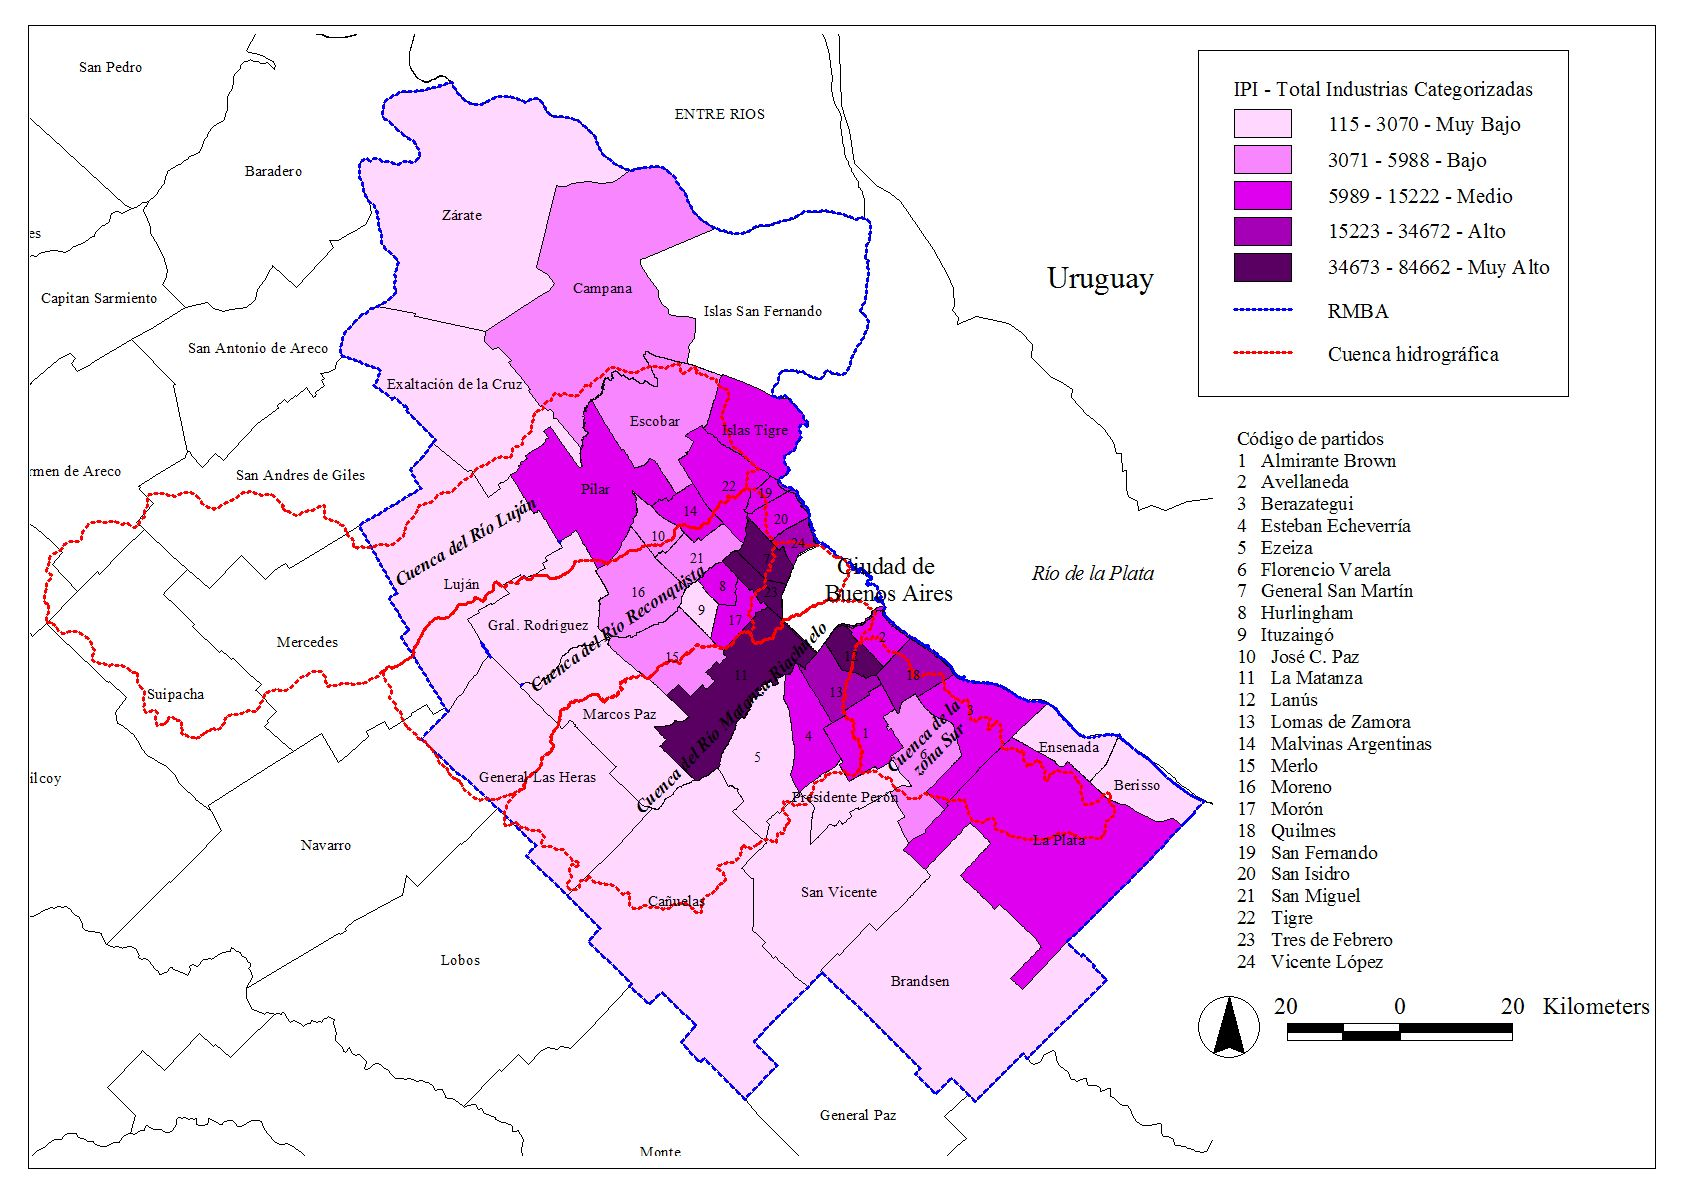 San Pedro
ENTRE RIOS
Baradero
Zárate
es
Uruguay
Campana
Capitan Sarmiento
Islas San Fernando
San Antonio de Areco
Exaltación de la Cruz
Escobar
Islas Tigre
rmen de Areco
San Andres de Giles
Pilar
22
19
14
20
Cuenca del Río Luján
10
24
21
7
Ciudad de
Buenos Aires
Río de la Plata
Luján
16
8
23
9
Gral. Rodriguez
17
Cuenca del Río Reconquista
Mercedes
2
15
12
11
18
Suipacha
13
Marcos Paz
3
Cuenca del Río Matanza Riachuelo
4
1
Cuenca de la
zona Sur
6
Ensenada
5
ilcoy
General Las Heras
Berisso
Presidente Perón
La Plata
Navarro
San Vicente
Cañuelas
Lobos
Brandsen
General Paz
Monte
IPI - Total Industrias Categorizadas
115 - 3070 - Muy Bajo
3071 - 5988 - Bajo
5989 - 15222 - Medio
15223 - 34672 - Alto
34673 - 84662 - Muy Alto
RMBA
Cuenca hidrográfica
Código de partidos
1 Almirante Brown
2 Avellaneda
3 Berazategui
4 Esteban Echeverría
5 Ezeiza
6 Florencio Varela
7 General San Martín
8 Hurlingham
9 Ituzaingó
10 José C. Paz
11 La Matanza
12 Lanús
13 Lomas de Zamora
14 Malvinas Argentinas
15 Merlo
16 Moreno
17 Morón
18 Quilmes
19 San Fernando
20 San Isidro
21 San Miguel
22 Tigre
23 Tres de Febrero
24 Vicente López
20 0 20 Kilometers